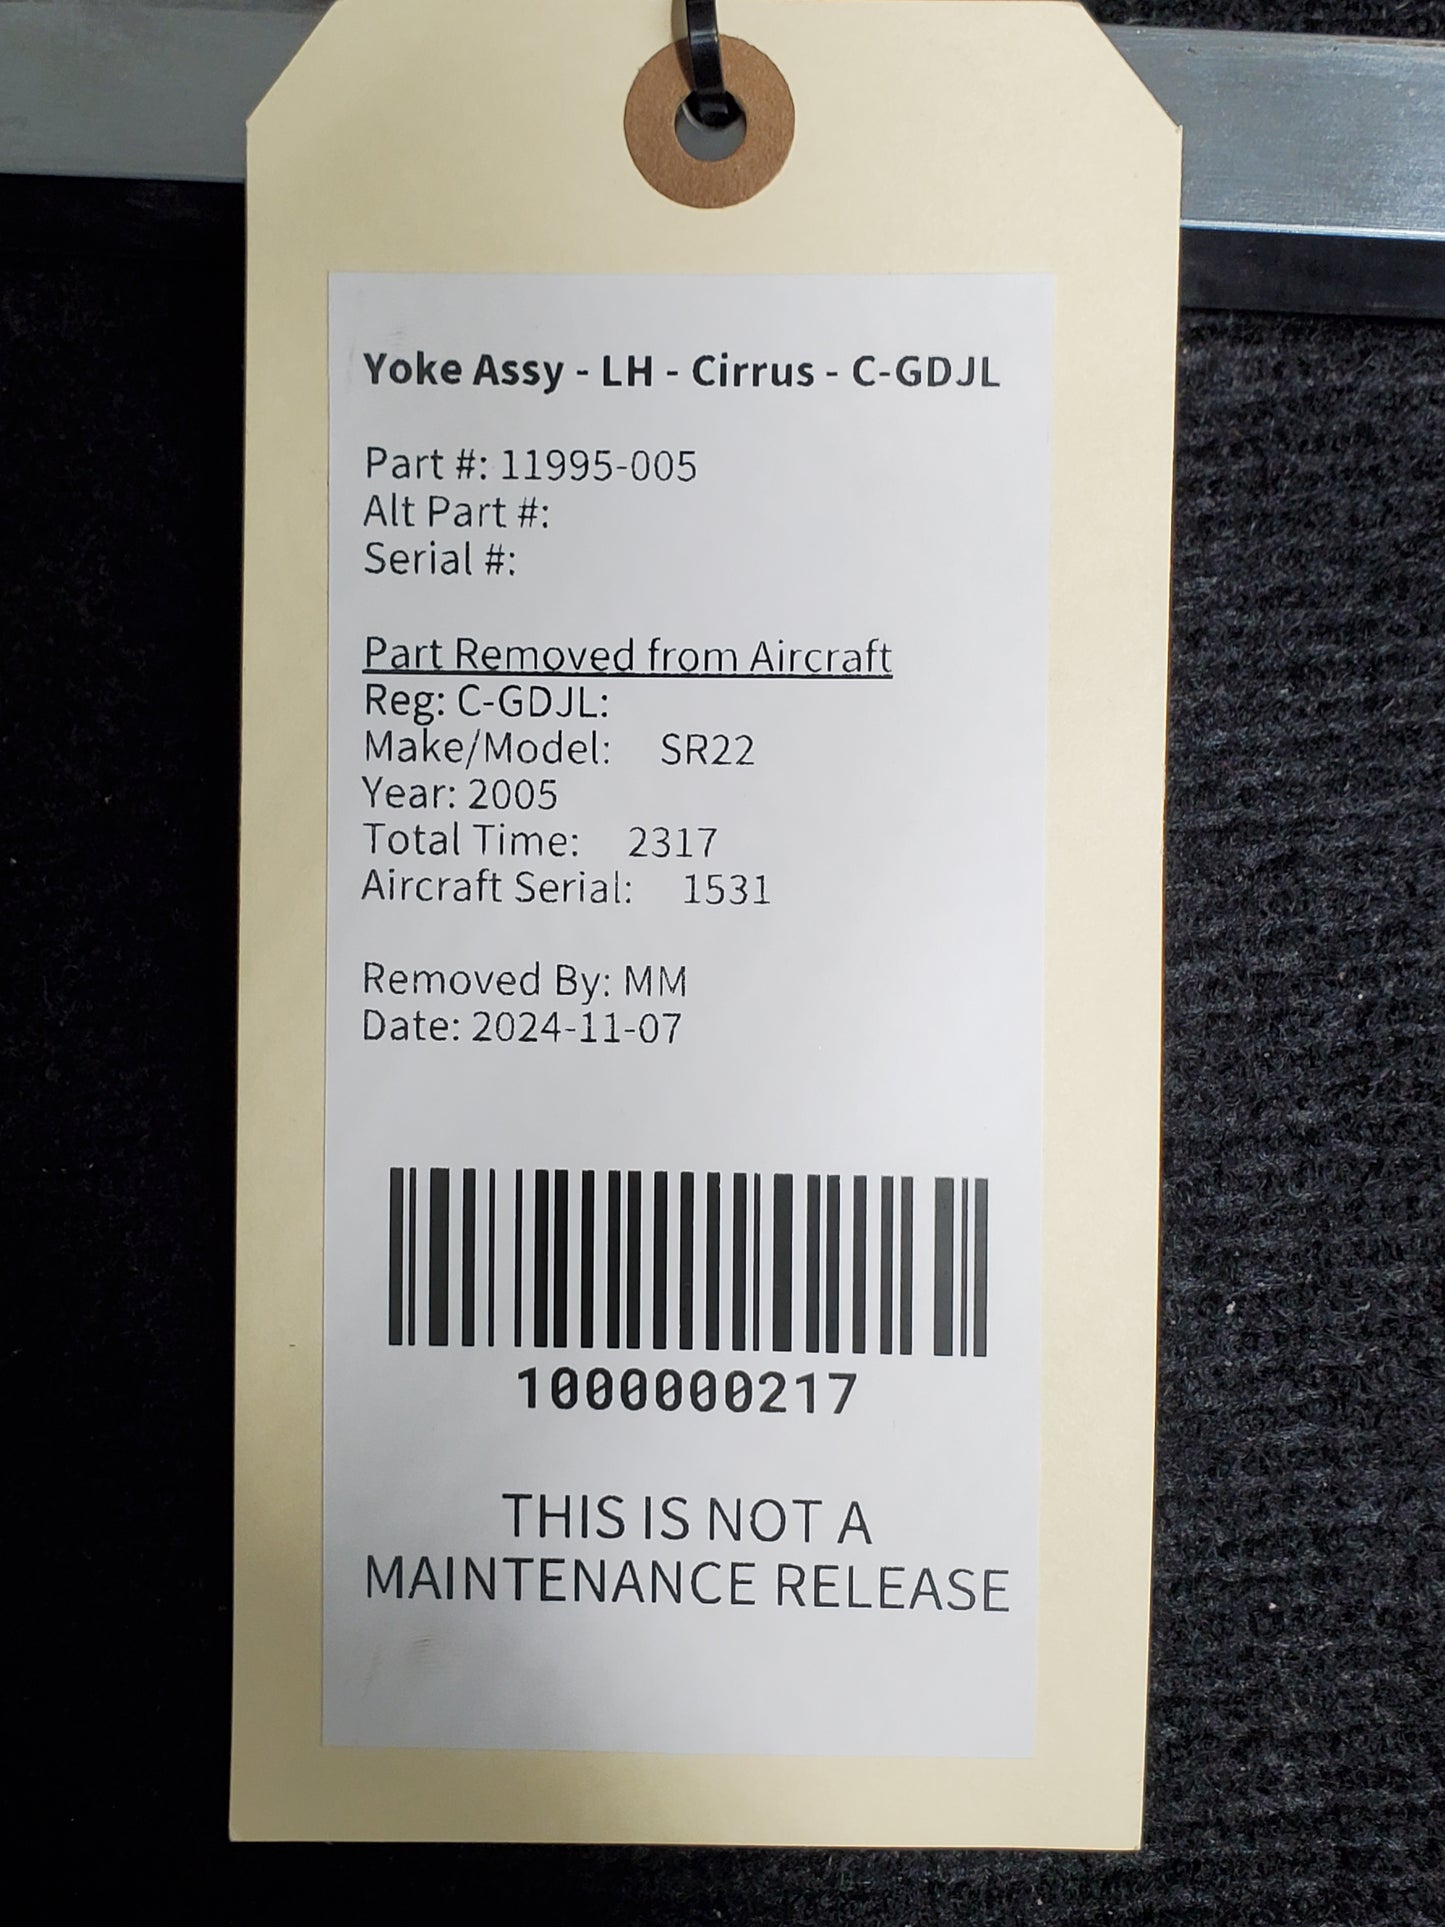 Yoke Assy - LH - Cirrus - C-GDJL
Part #: 11995-005
Alt Part #:
Serial #:
Part Removed from Aircraft
Reg: C-GDJL:
Make/Model: SR22
Year: 2005
Total Time: 2317
Aircraft Serial: 1531
Removed By: MM
Date: 2024-11-07
1000000217
THIS IS NOT A
MAINTENANCE RELEASE